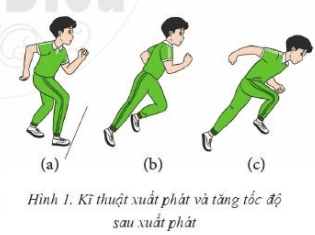 (a) (b) (c)
Hình 1. Kĩ thuật xuất phát và tăng tốc độ
sau xuất phát